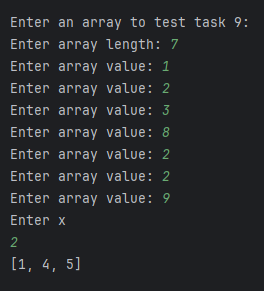 Enter an array to test task 9:
Enter array length: 7
Enter array value: 1
Enter array value: 2
Enter array value: 3
Enter array value: 8
Enter array value: 2
Enter array value: 2
Enter array value: 9
Enter x
2
[1, 4, 5]